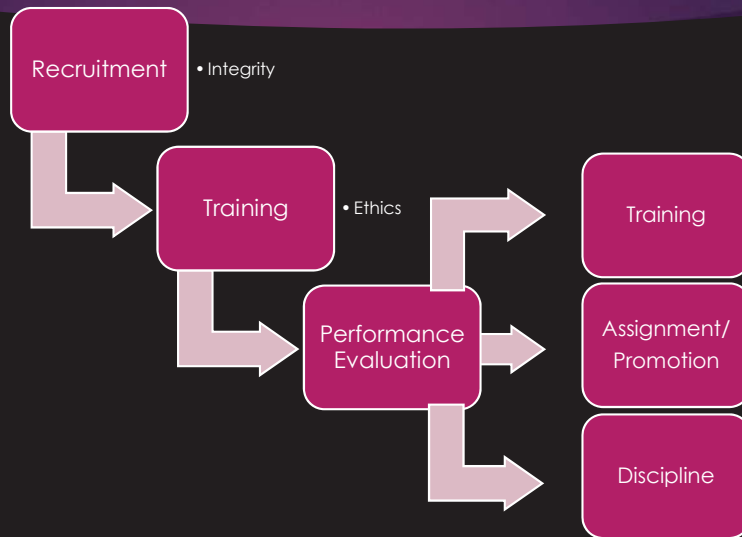 Recruitment
• Integrity
Training
• Ethics
Performance
Evaluation
Training
Assignment/
Promotion
Discipline